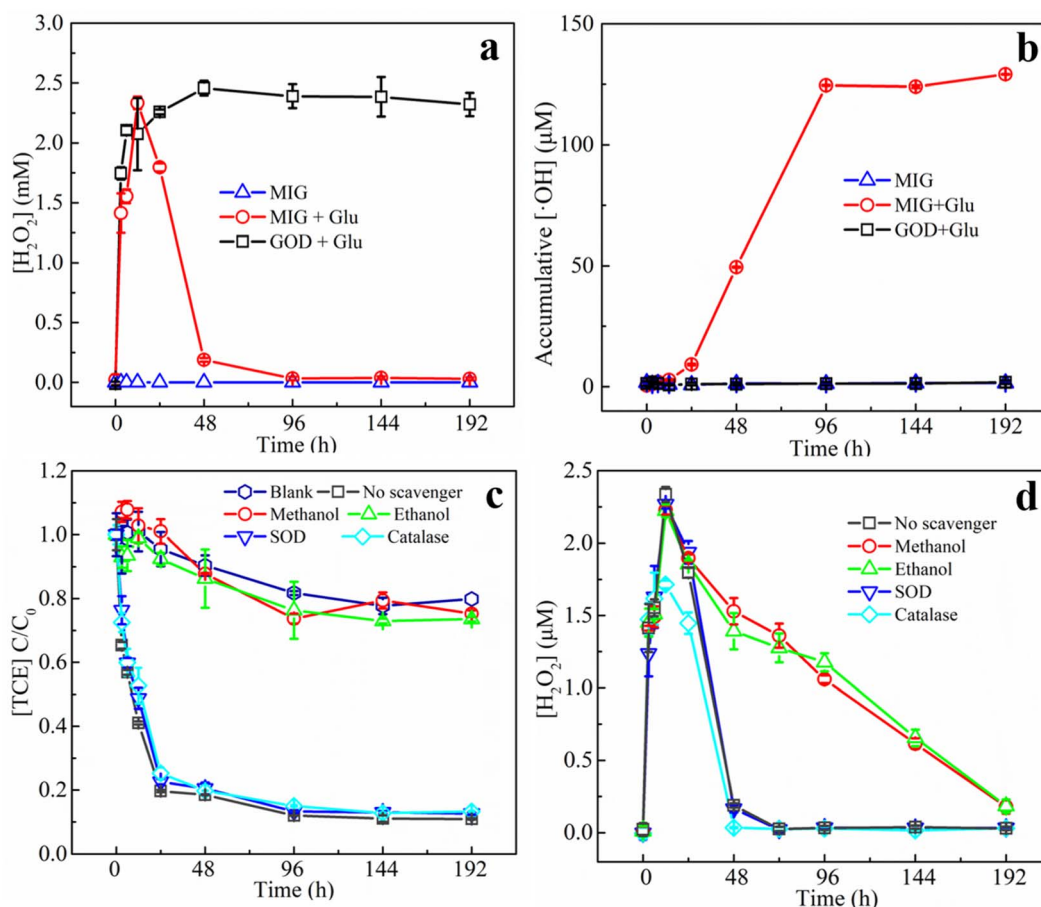 a
3.0
2.5
2.0
1.5
1.0
0.5
0.0
[H₂O₂] (mM)
MIG
MIG + Glu
GOD + Glu
0 48 96 144 192
Time (h)
b
150
100
50
0
Accumulative [·OH] (μM)
MIG
MIG+Glu
GOD+Glu
0 48 96 144 192
Time (h)
c
1.2
1.0
0.8
0.6
0.4
0.2
0.0
[TCE] C/C₀
Blank No scavenger
Methanol Ethanol
SOD Catalase
0 48 96 144 192
Time (h)
d
2.5
2.0
1.5
1.0
0.5
0.0
[H₂O₂] (μM)
No scavenger
Methanol
Ethanol
SOD
Catalase
0 48 96 144 192
Time (h)